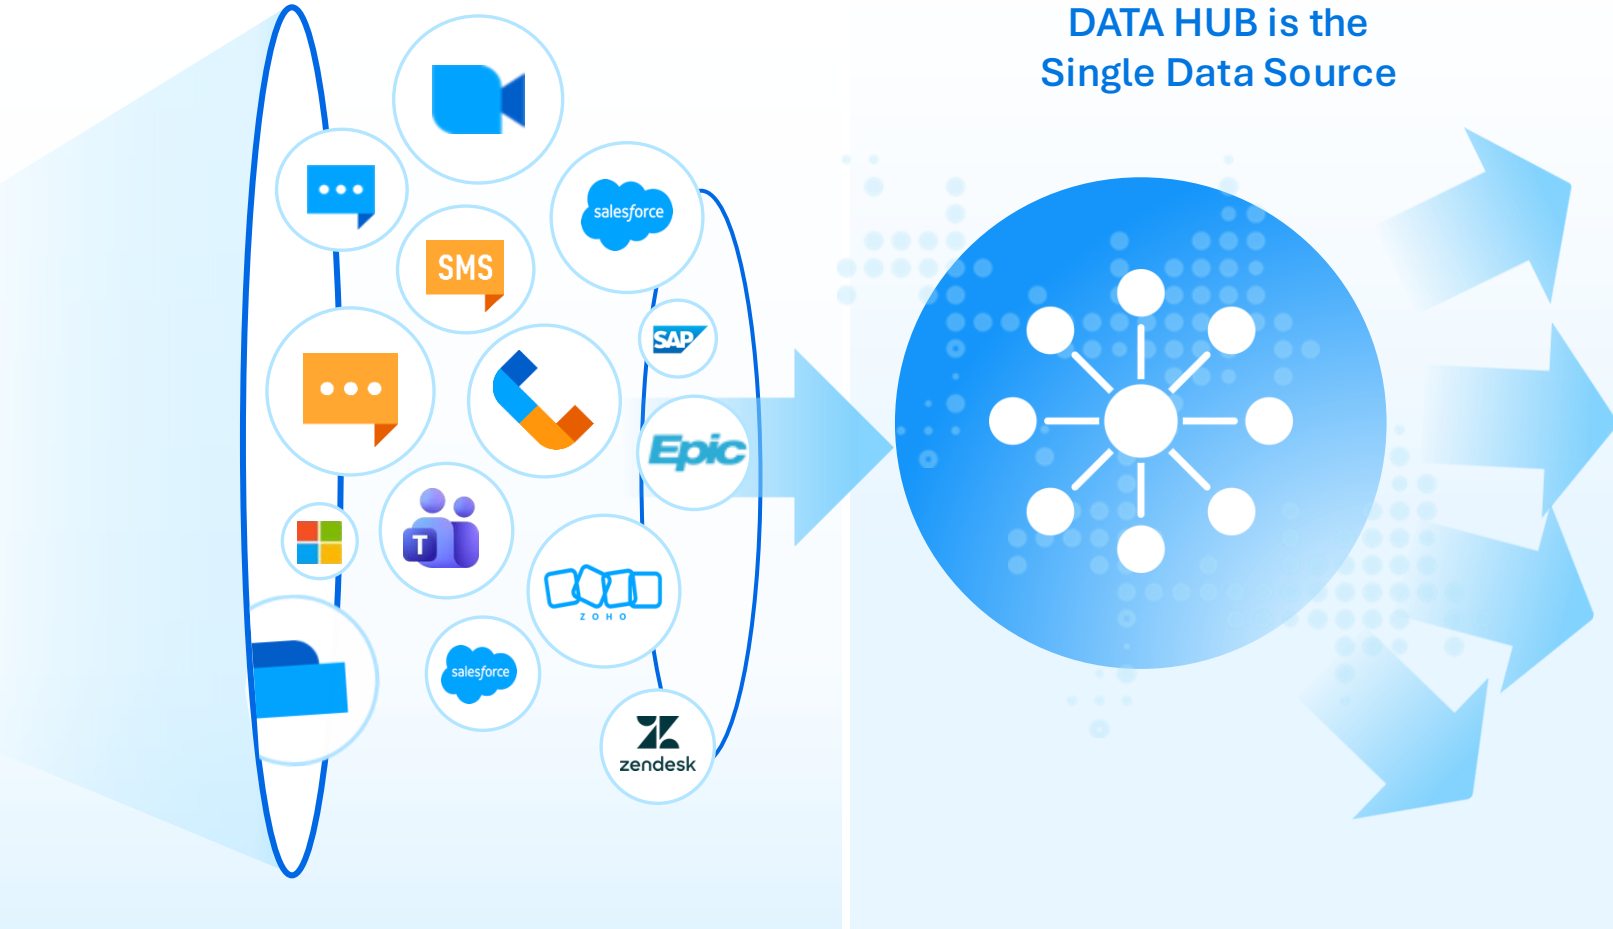 DATA HUB is the
Single Data Source
salesforce
SMS
SAP
Epic
T
ZOHO
salesforce
zendesk